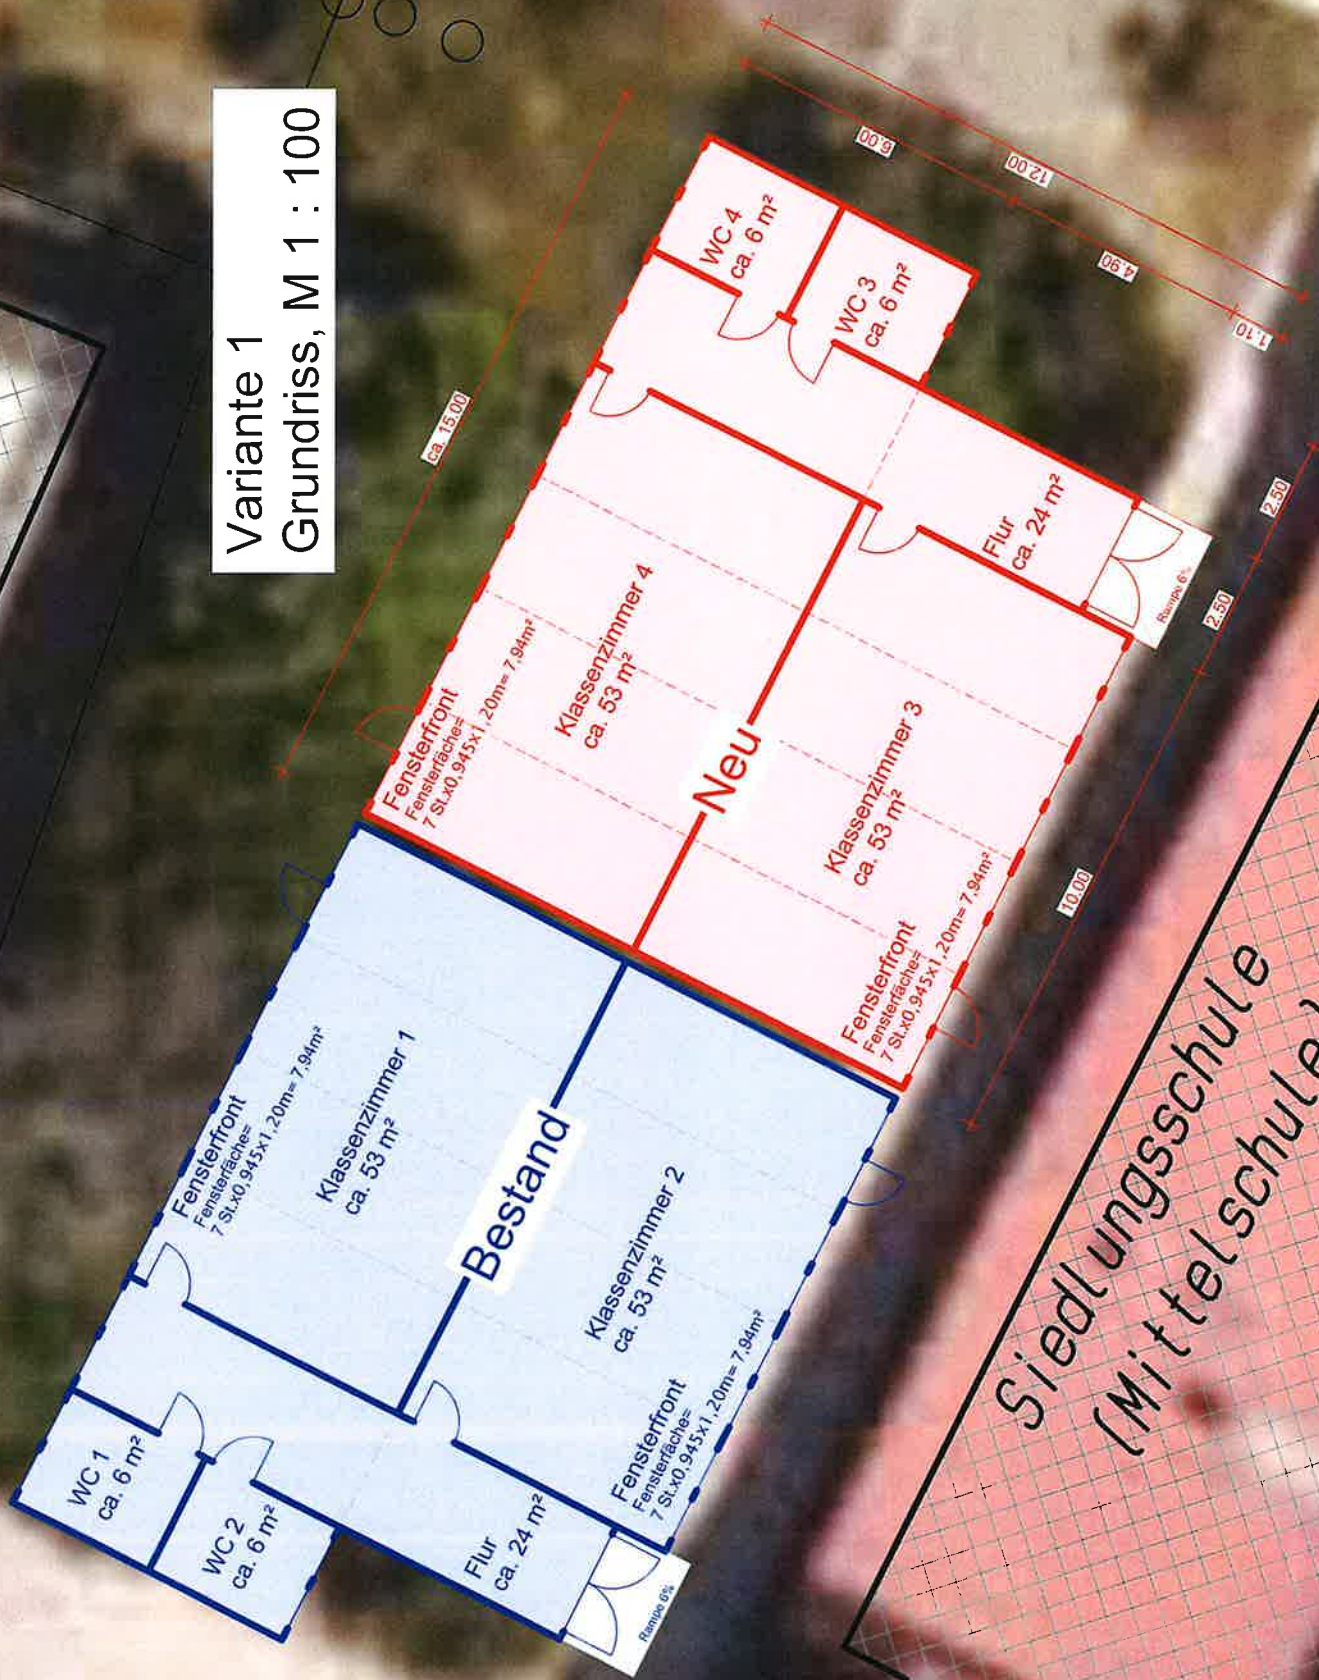 Variante 1
Grundriss, M 1 : 100
ca. 15.00
6.00
12.00
4.90
1.10
2.50
2.50
10.00
WC 4
ca. 6 m²
WC 3
ca. 6 m²
Flur
ca. 24 m²
Rampe 6%
Klassenzimmer 4
ca. 53 m²
Fensterfront
Fensterfäche=
7 St.x0,945x1,20m= 7,94m²
Neu
Klassenzimmer 3
ca. 53 m²
Fensterfront
Fensterfäche=
7 St.x0,945x1,20m= 7,94m²
Klassenzimmer 1
ca. 53 m²
Fensterfront
Fensterfäche=
7 St.x0,945x1,20m= 7,94m²
Bestand
Klassenzimmer 2
ca. 53 m²
Fensterfront
Fensterfäche=
7 St.x0,945x1,20m= 7,94m²
WC 1
ca. 6 m²
WC 2
ca. 6 m²
Flur
ca. 24 m²
Rampe 6%
Siedlungsschule
(Mittelschule)